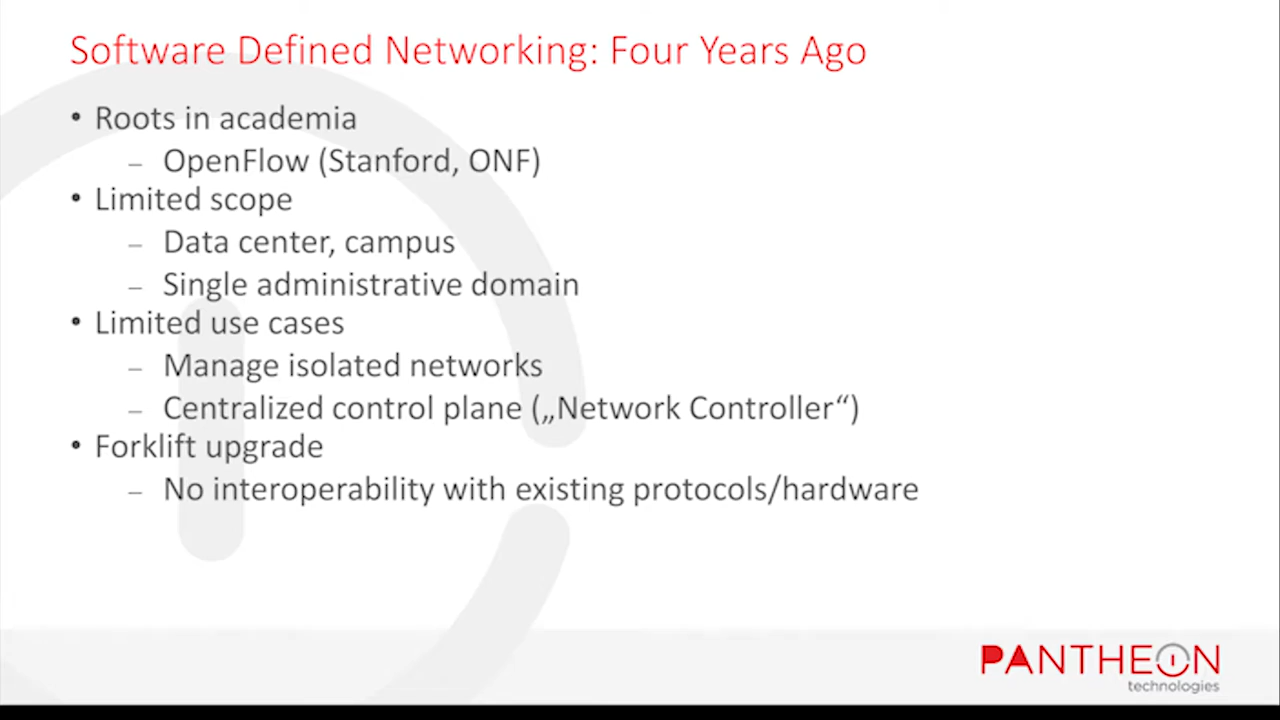 Software Defined Networking: Four Years Ago
• Roots in academia
– OpenFlow (Stanford, ONF)
• Limited scope
– Data center, campus
– Single administrative domain
• Limited use cases
– Manage isolated networks
– Centralized control plane („Network Controller“)
• Forklift upgrade
– No interoperability with existing protocols/hardware
PANTHEON
technologies